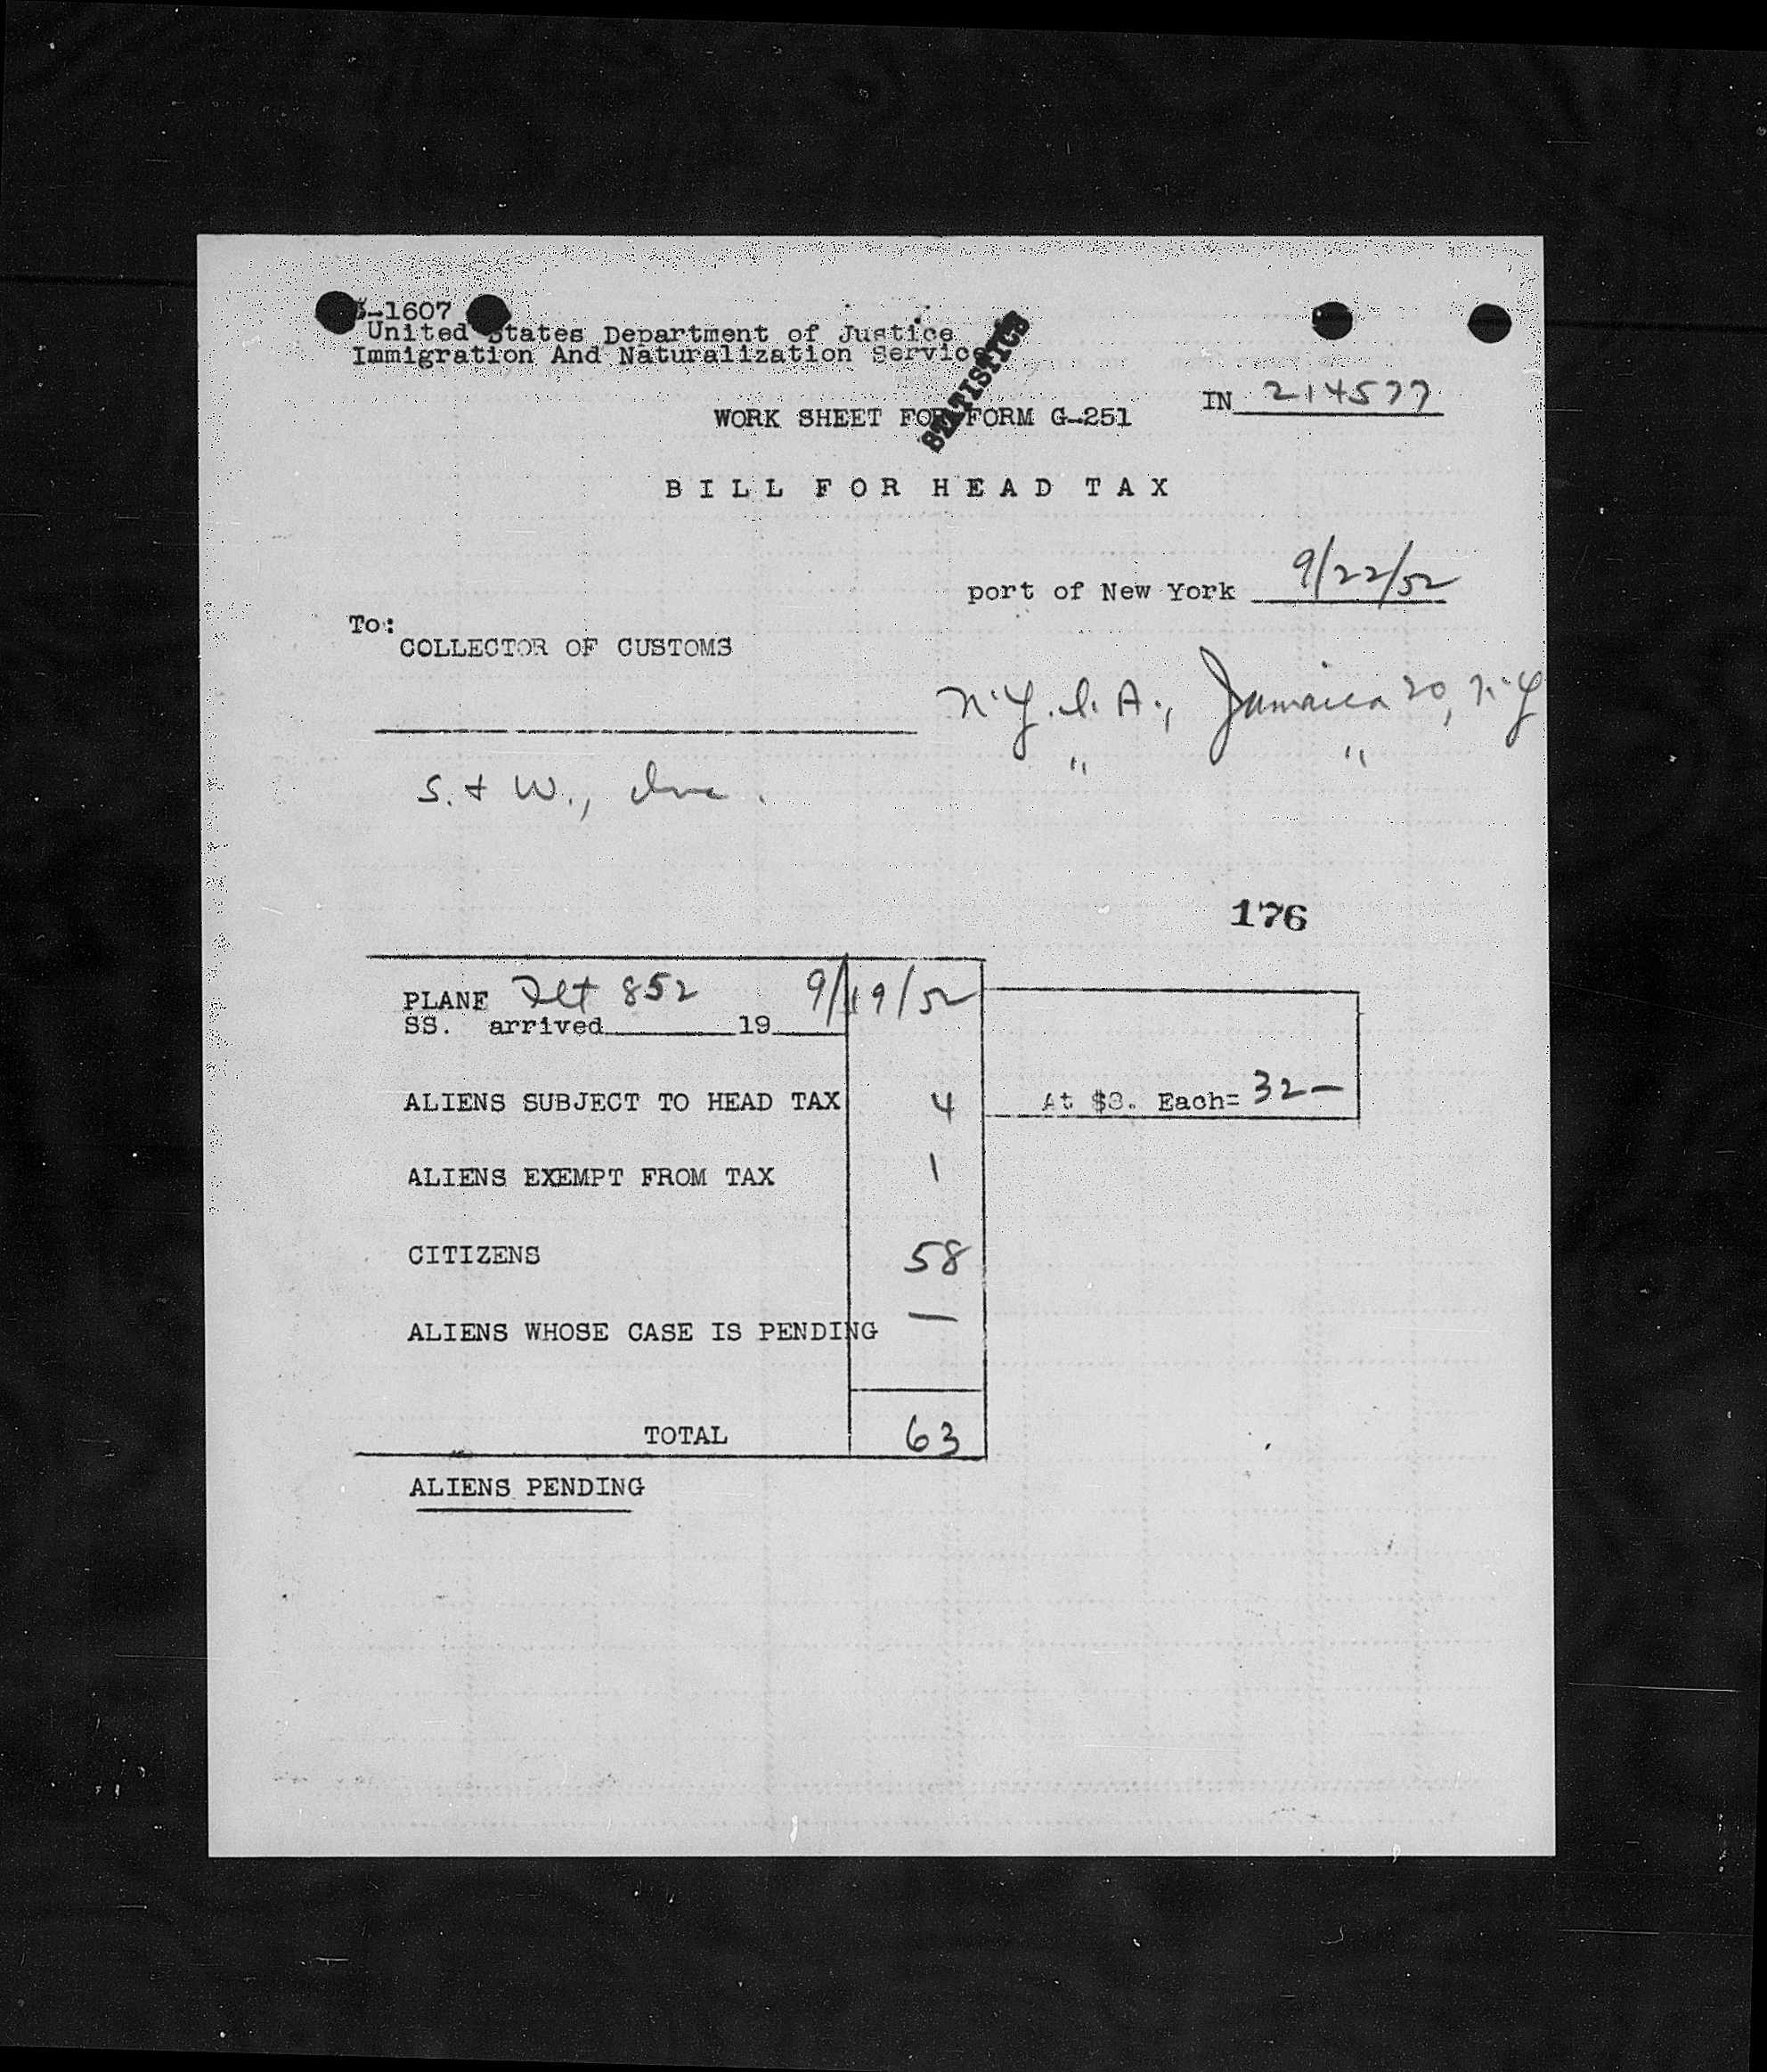 -1607
United States Department of Justice
Immigration And Naturalization Service
STATISTICS
IN 214577
WORK SHEET FOR FORM G-251
BILL FOR HEAD TAX
port of New York 9/22/52
To:
COLLECTOR OF CUSTOMS
N.Y.I.A., Jamaica 20, N.Y
" "
S. + W., Inc.
176
PLANE Flt 852 9/19/52
SS. arrived 19
ALIENS SUBJECT TO HEAD TAX 4 At $8. Each= 32-
ALIENS EXEMPT FROM TAX 1
CITIZENS 58
ALIENS WHOSE CASE IS PENDING —
TOTAL 63
ALIENS PENDING